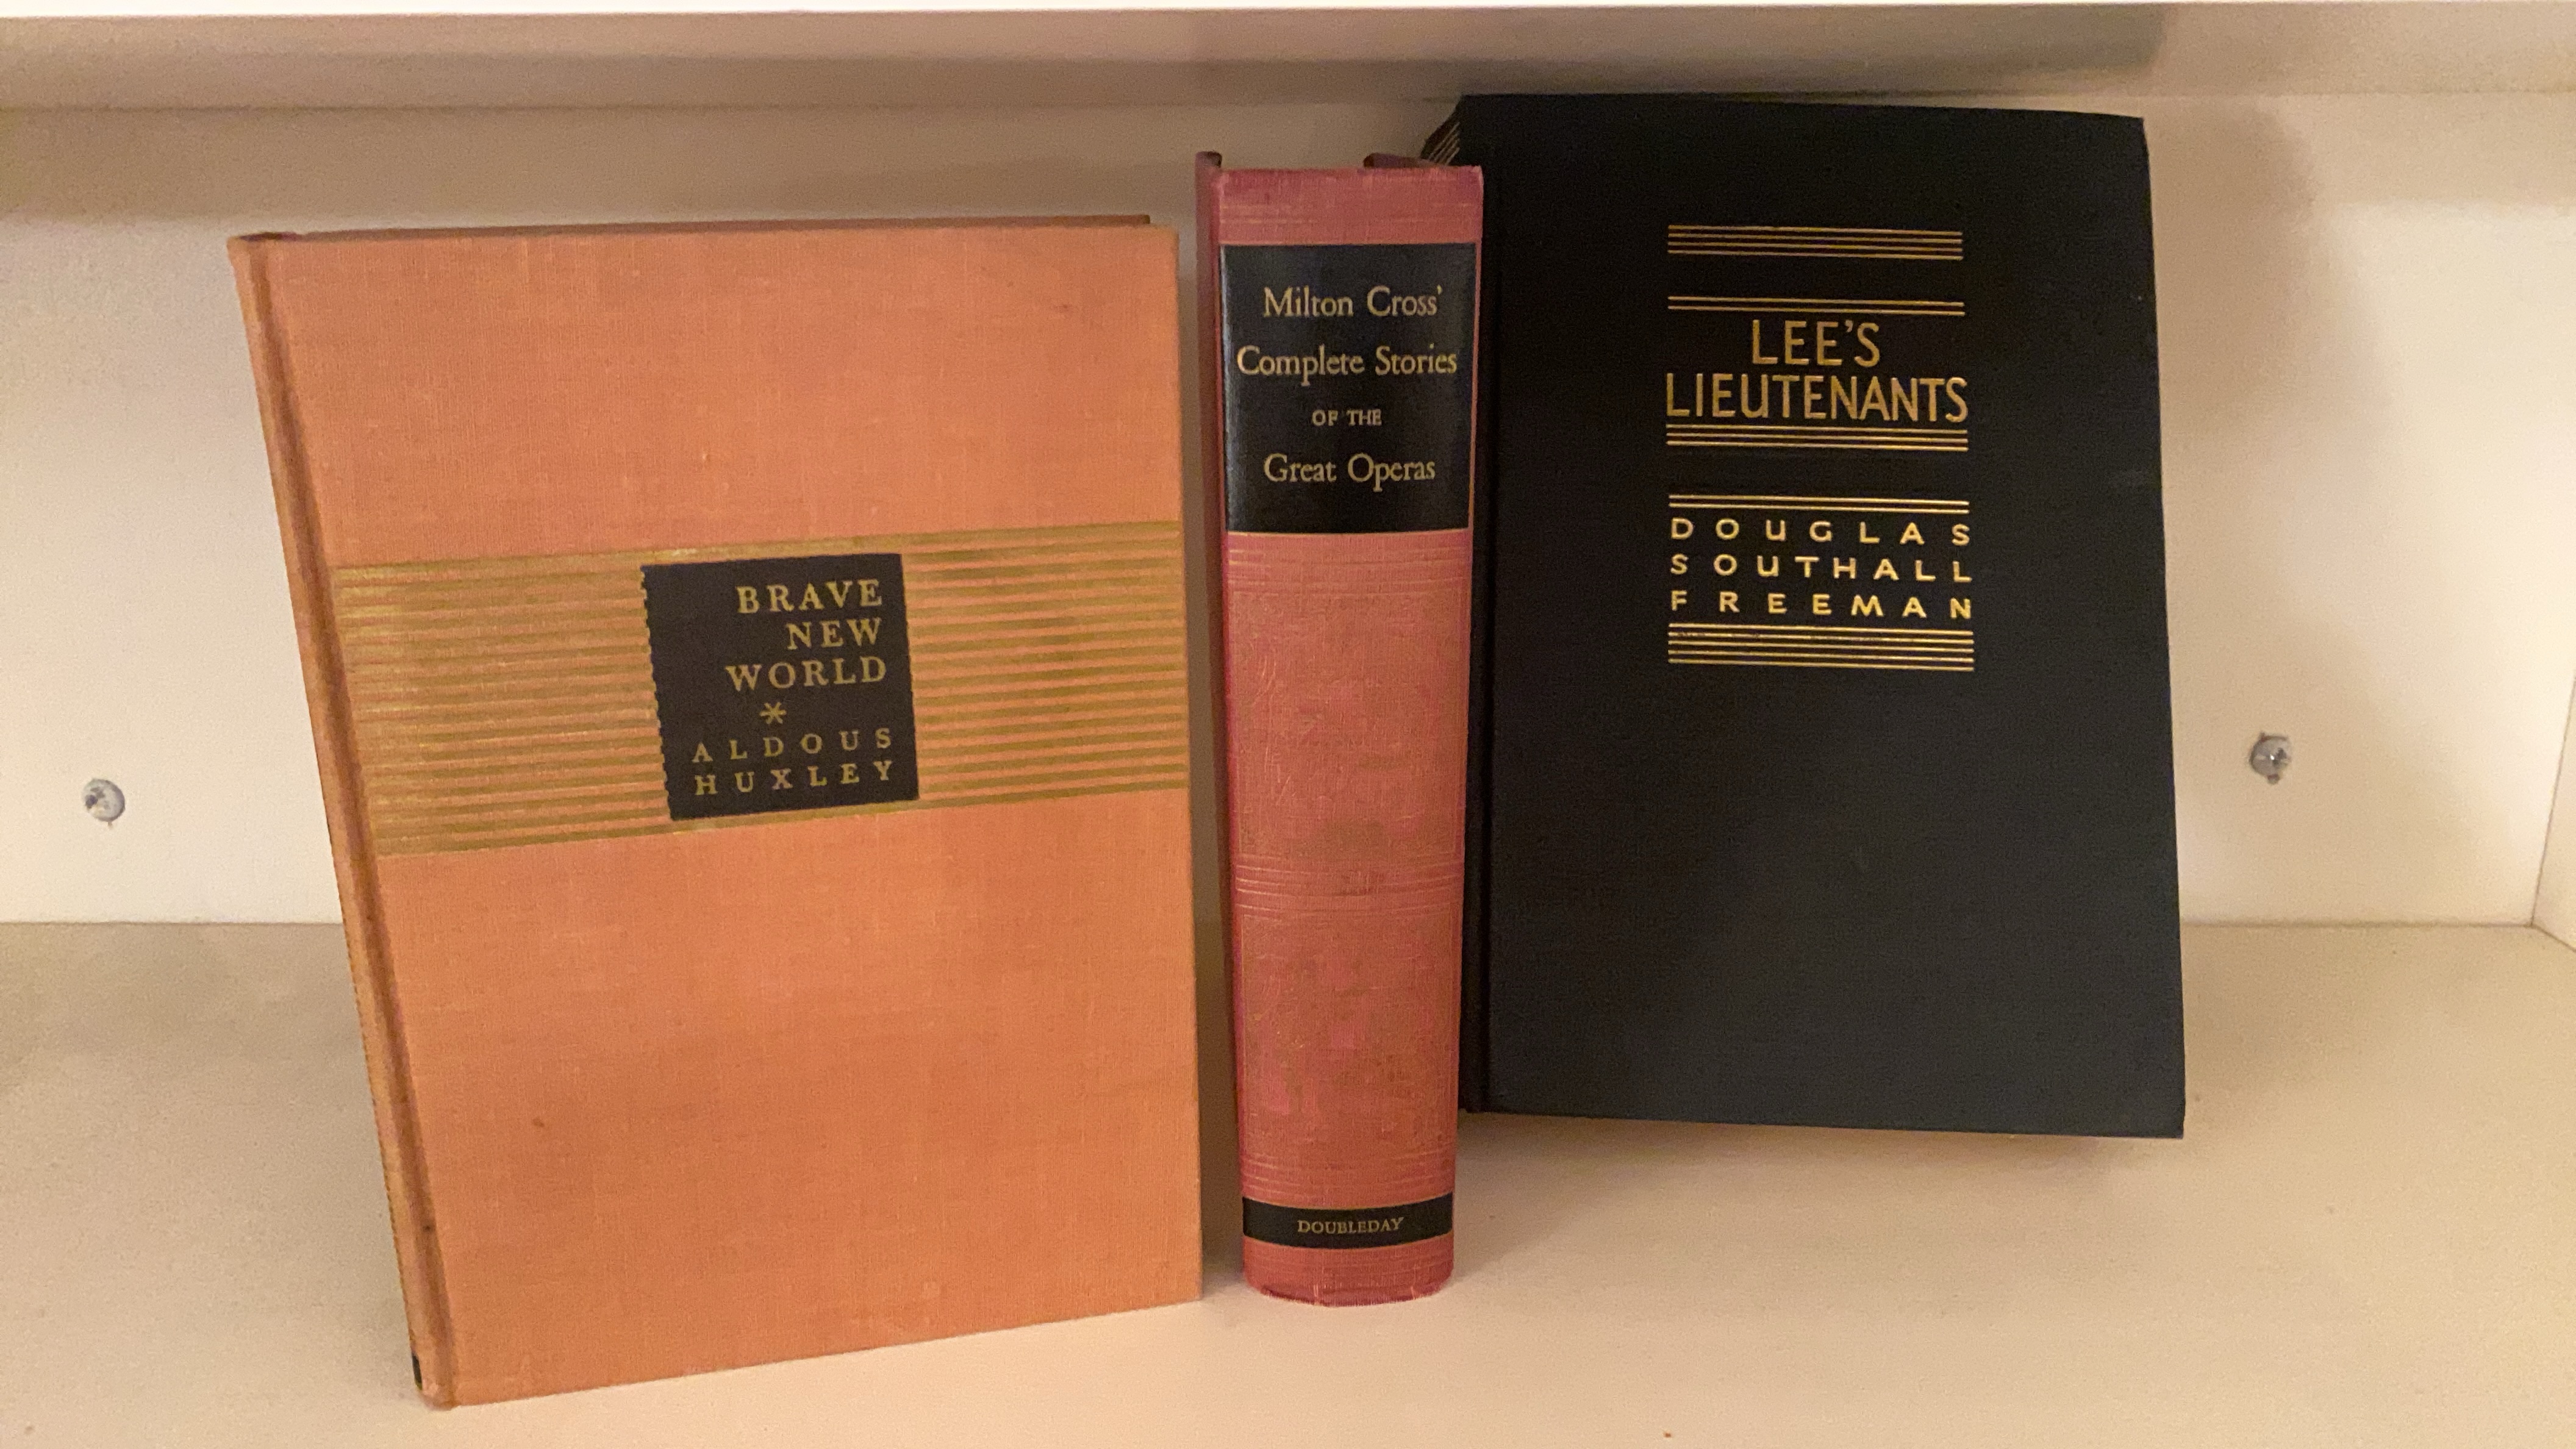 BRAVE
NEW
WORLD
*
ALDOUS
HUXLEY
Milton Cross'
Complete Stories
OF THE
Great Operas
DOUBLEDAY
LEE'S
LIEUTENANTS
DOUGLAS
SOUTHALL
FREEMAN